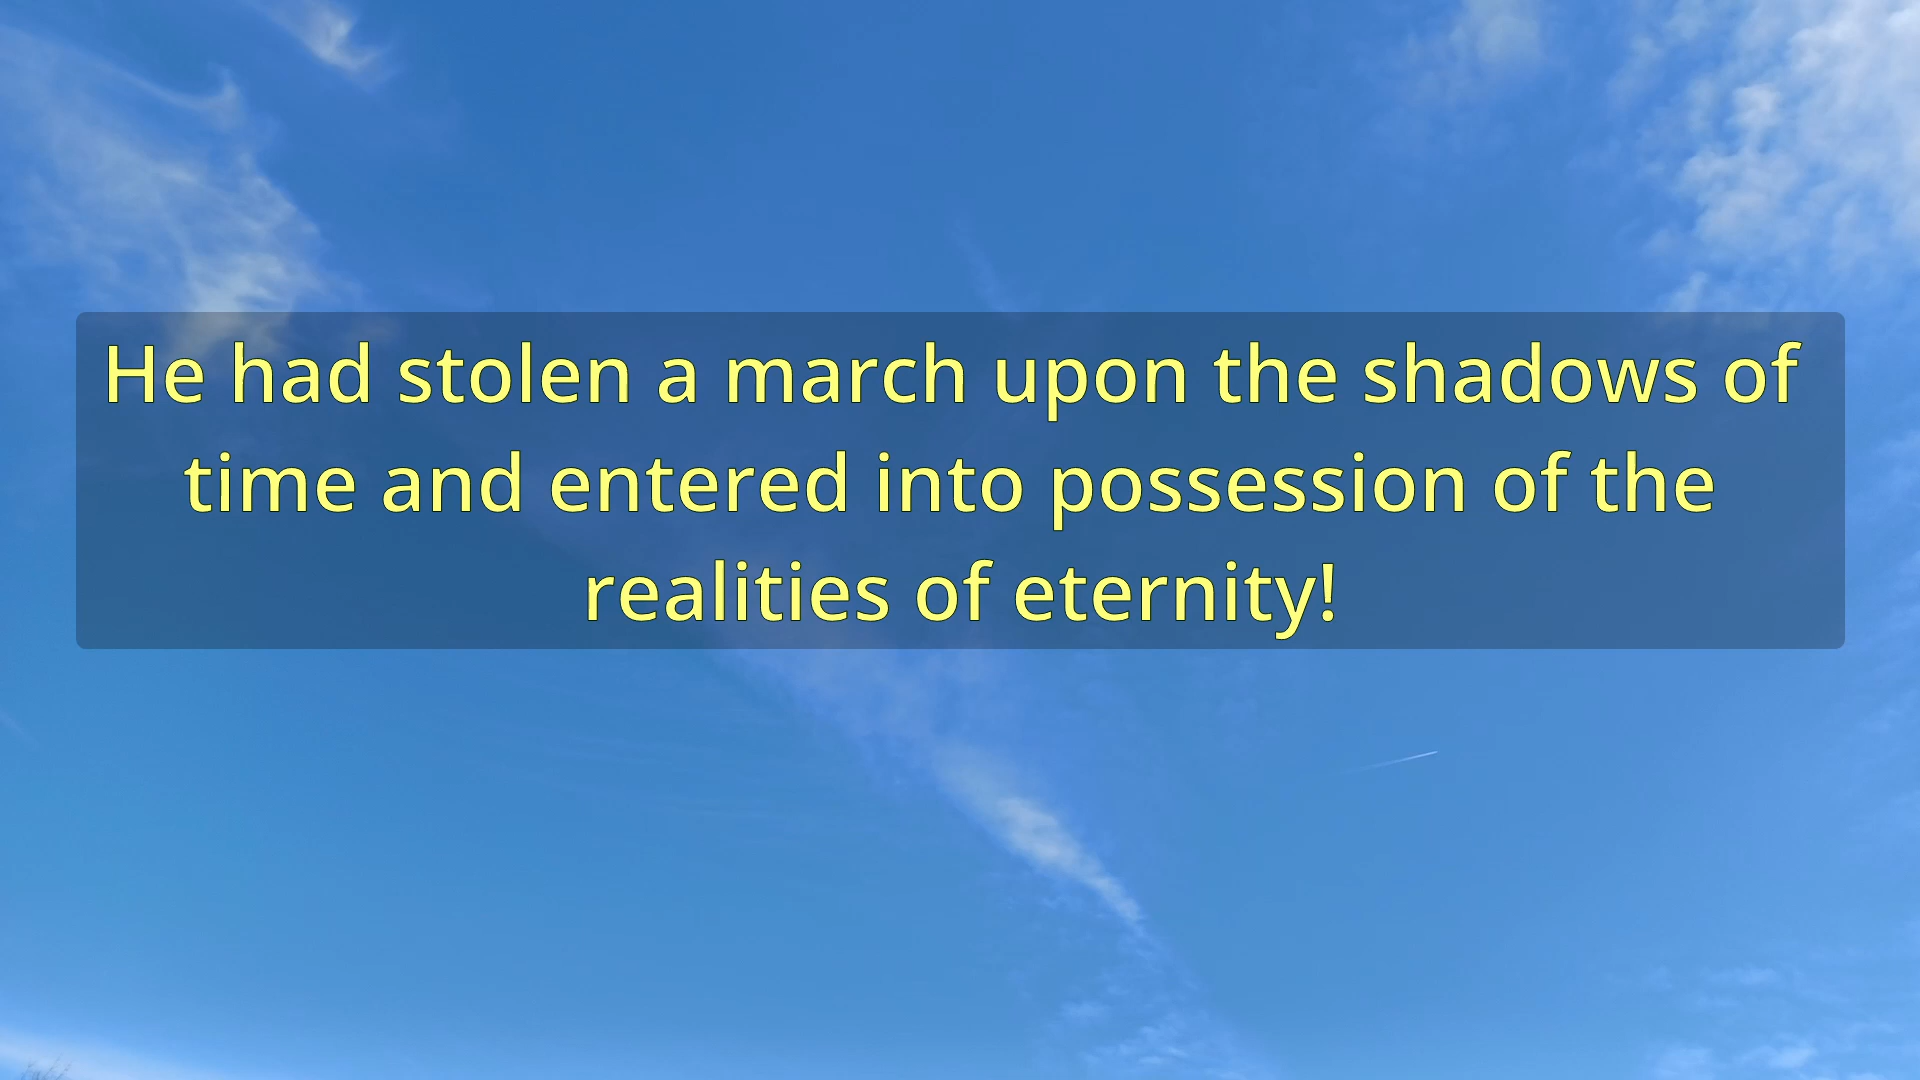 He had stolen a march upon the shadows of
time and entered into possession of the
realities of eternity!